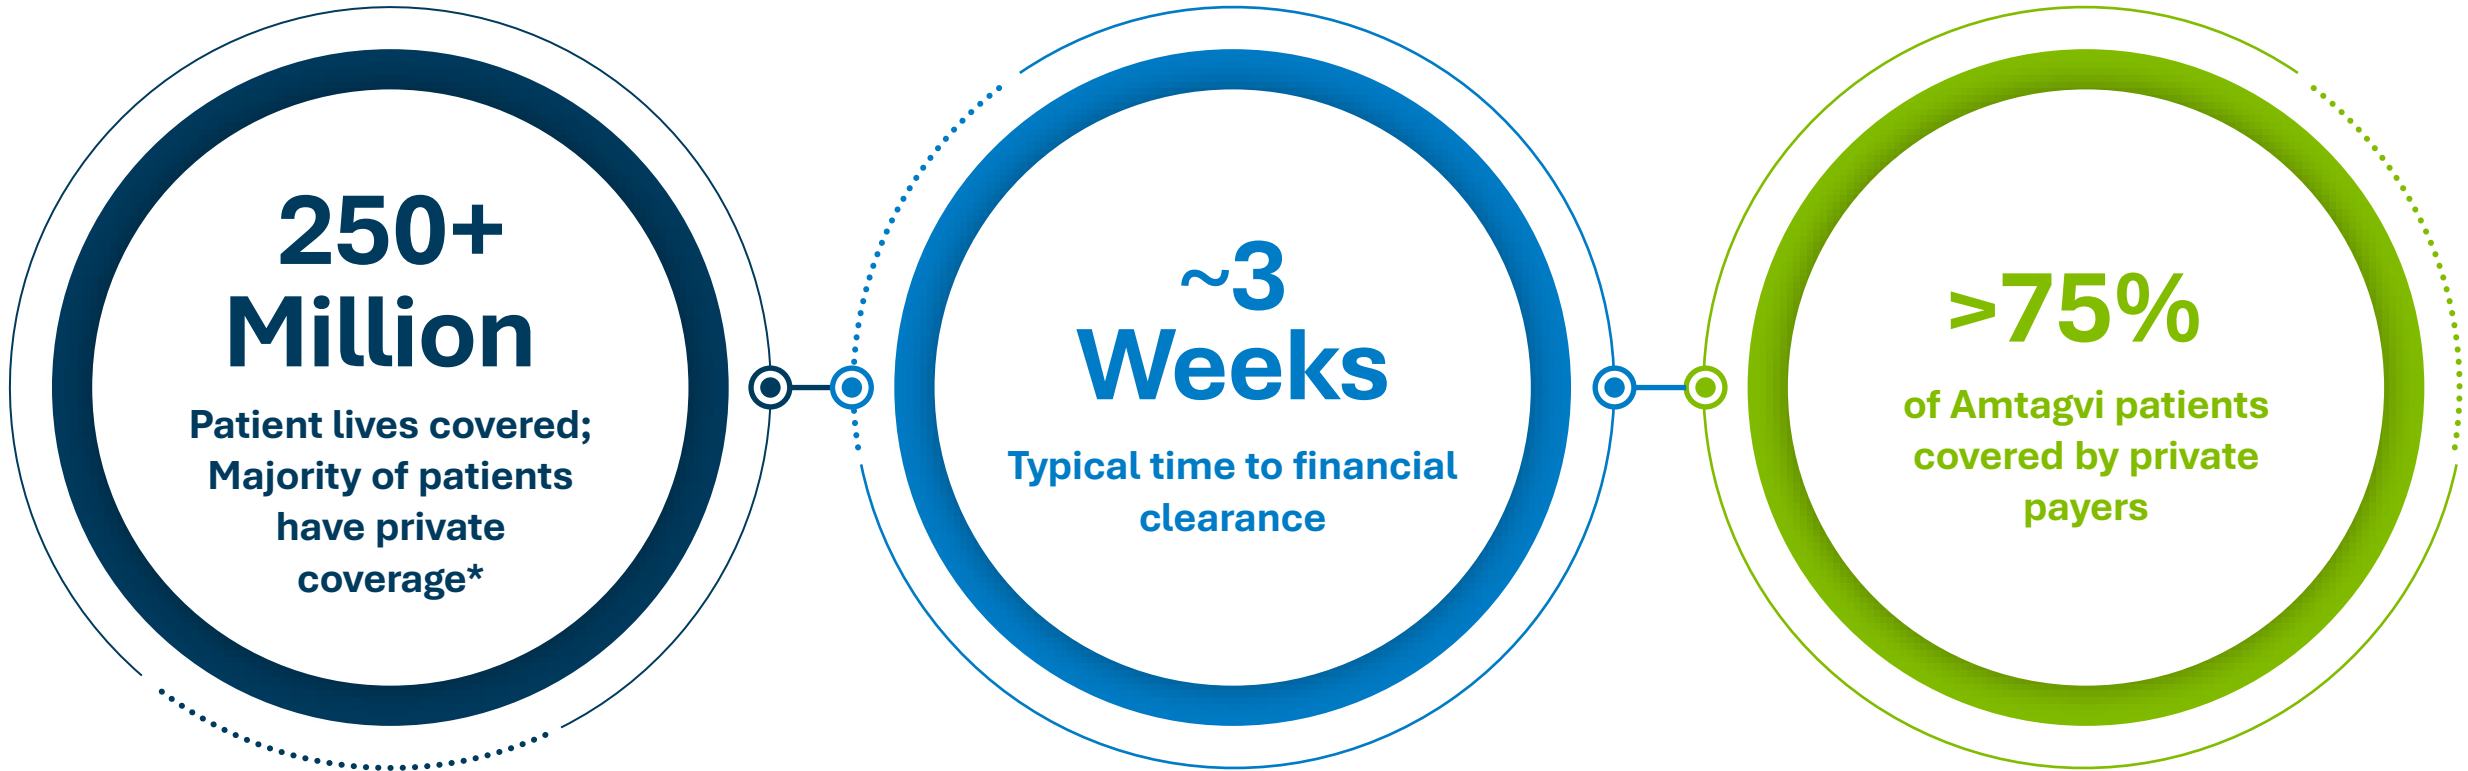 250+
Million
Patient lives covered;
Majority of patients
have private
coverage*
~3
Weeks
Typical time to financial
clearance
>75%
of Amtagvi patients
covered by private
payers